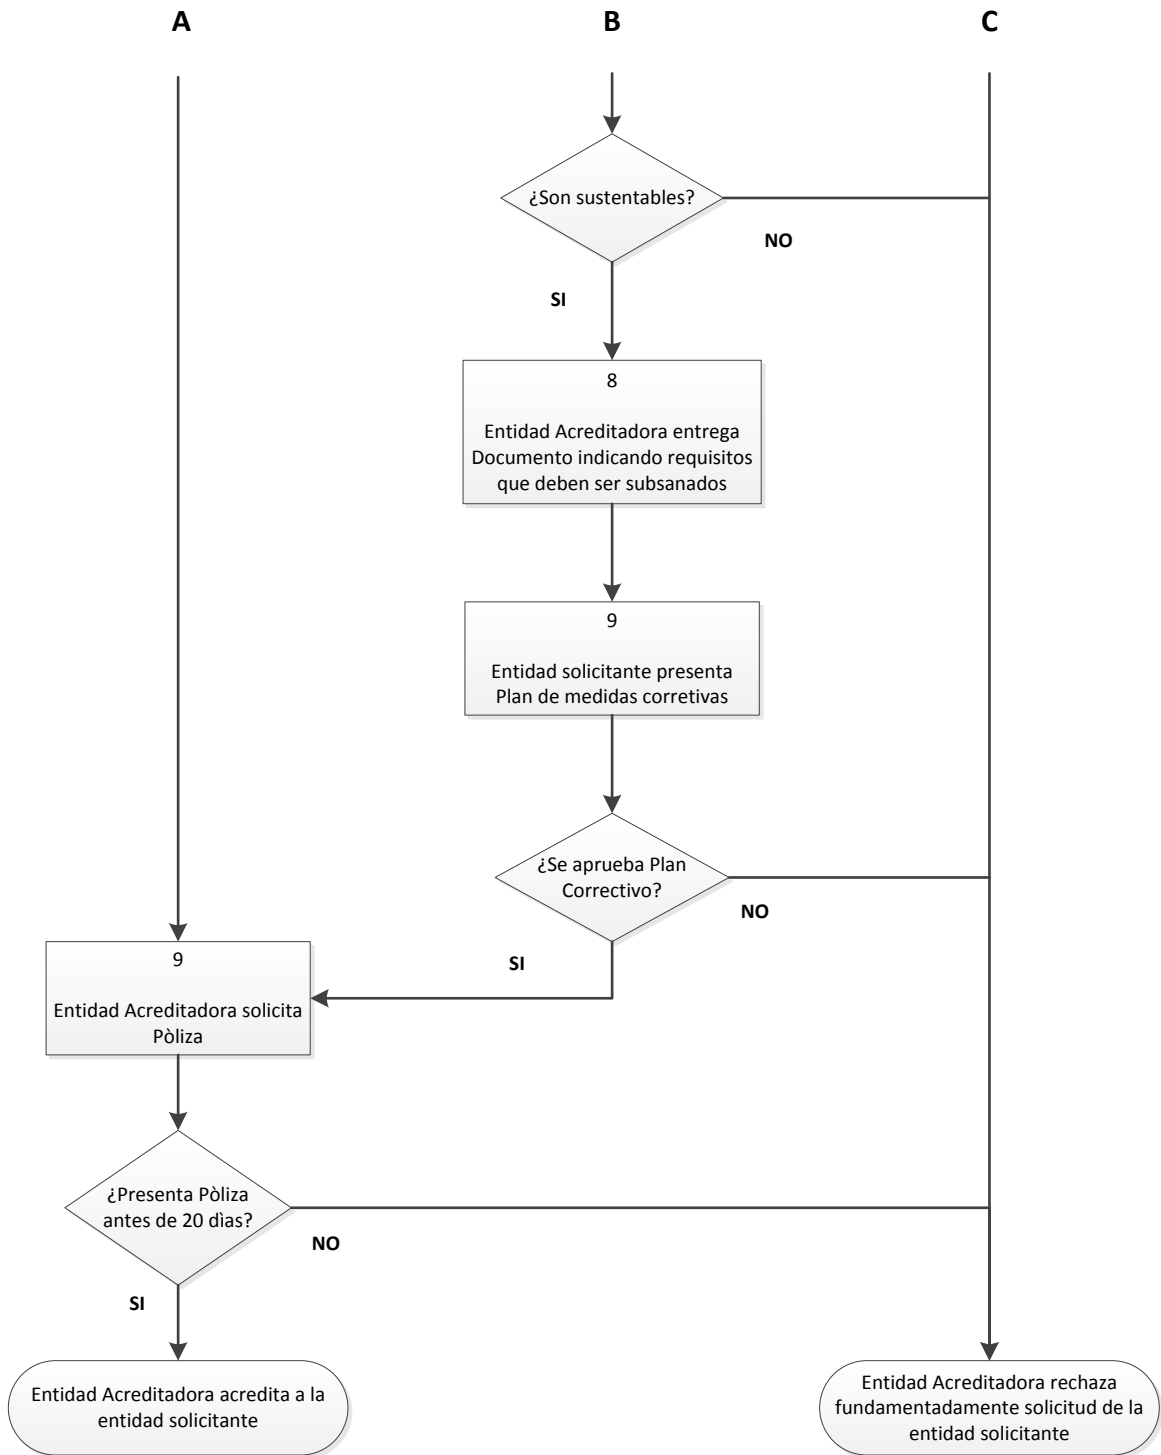 A
B
C
¿Son sustentables?
NO
SI
8
Entidad Acreditadora entrega
Documento indicando requisitos
que deben ser subsanados
9
Entidad solicitante presenta
Plan de medidas corretivas
¿Se aprueba Plan
Correctivo?
NO
SI
9
Entidad Acreditadora solicita
Pòliza
¿Presenta Pòliza
antes de 20 dìas?
NO
SI
Entidad Acreditadora acredita a la
entidad solicitante
Entidad Acreditadora rechaza
fundamentadamente solicitud de la
entidad solicitante